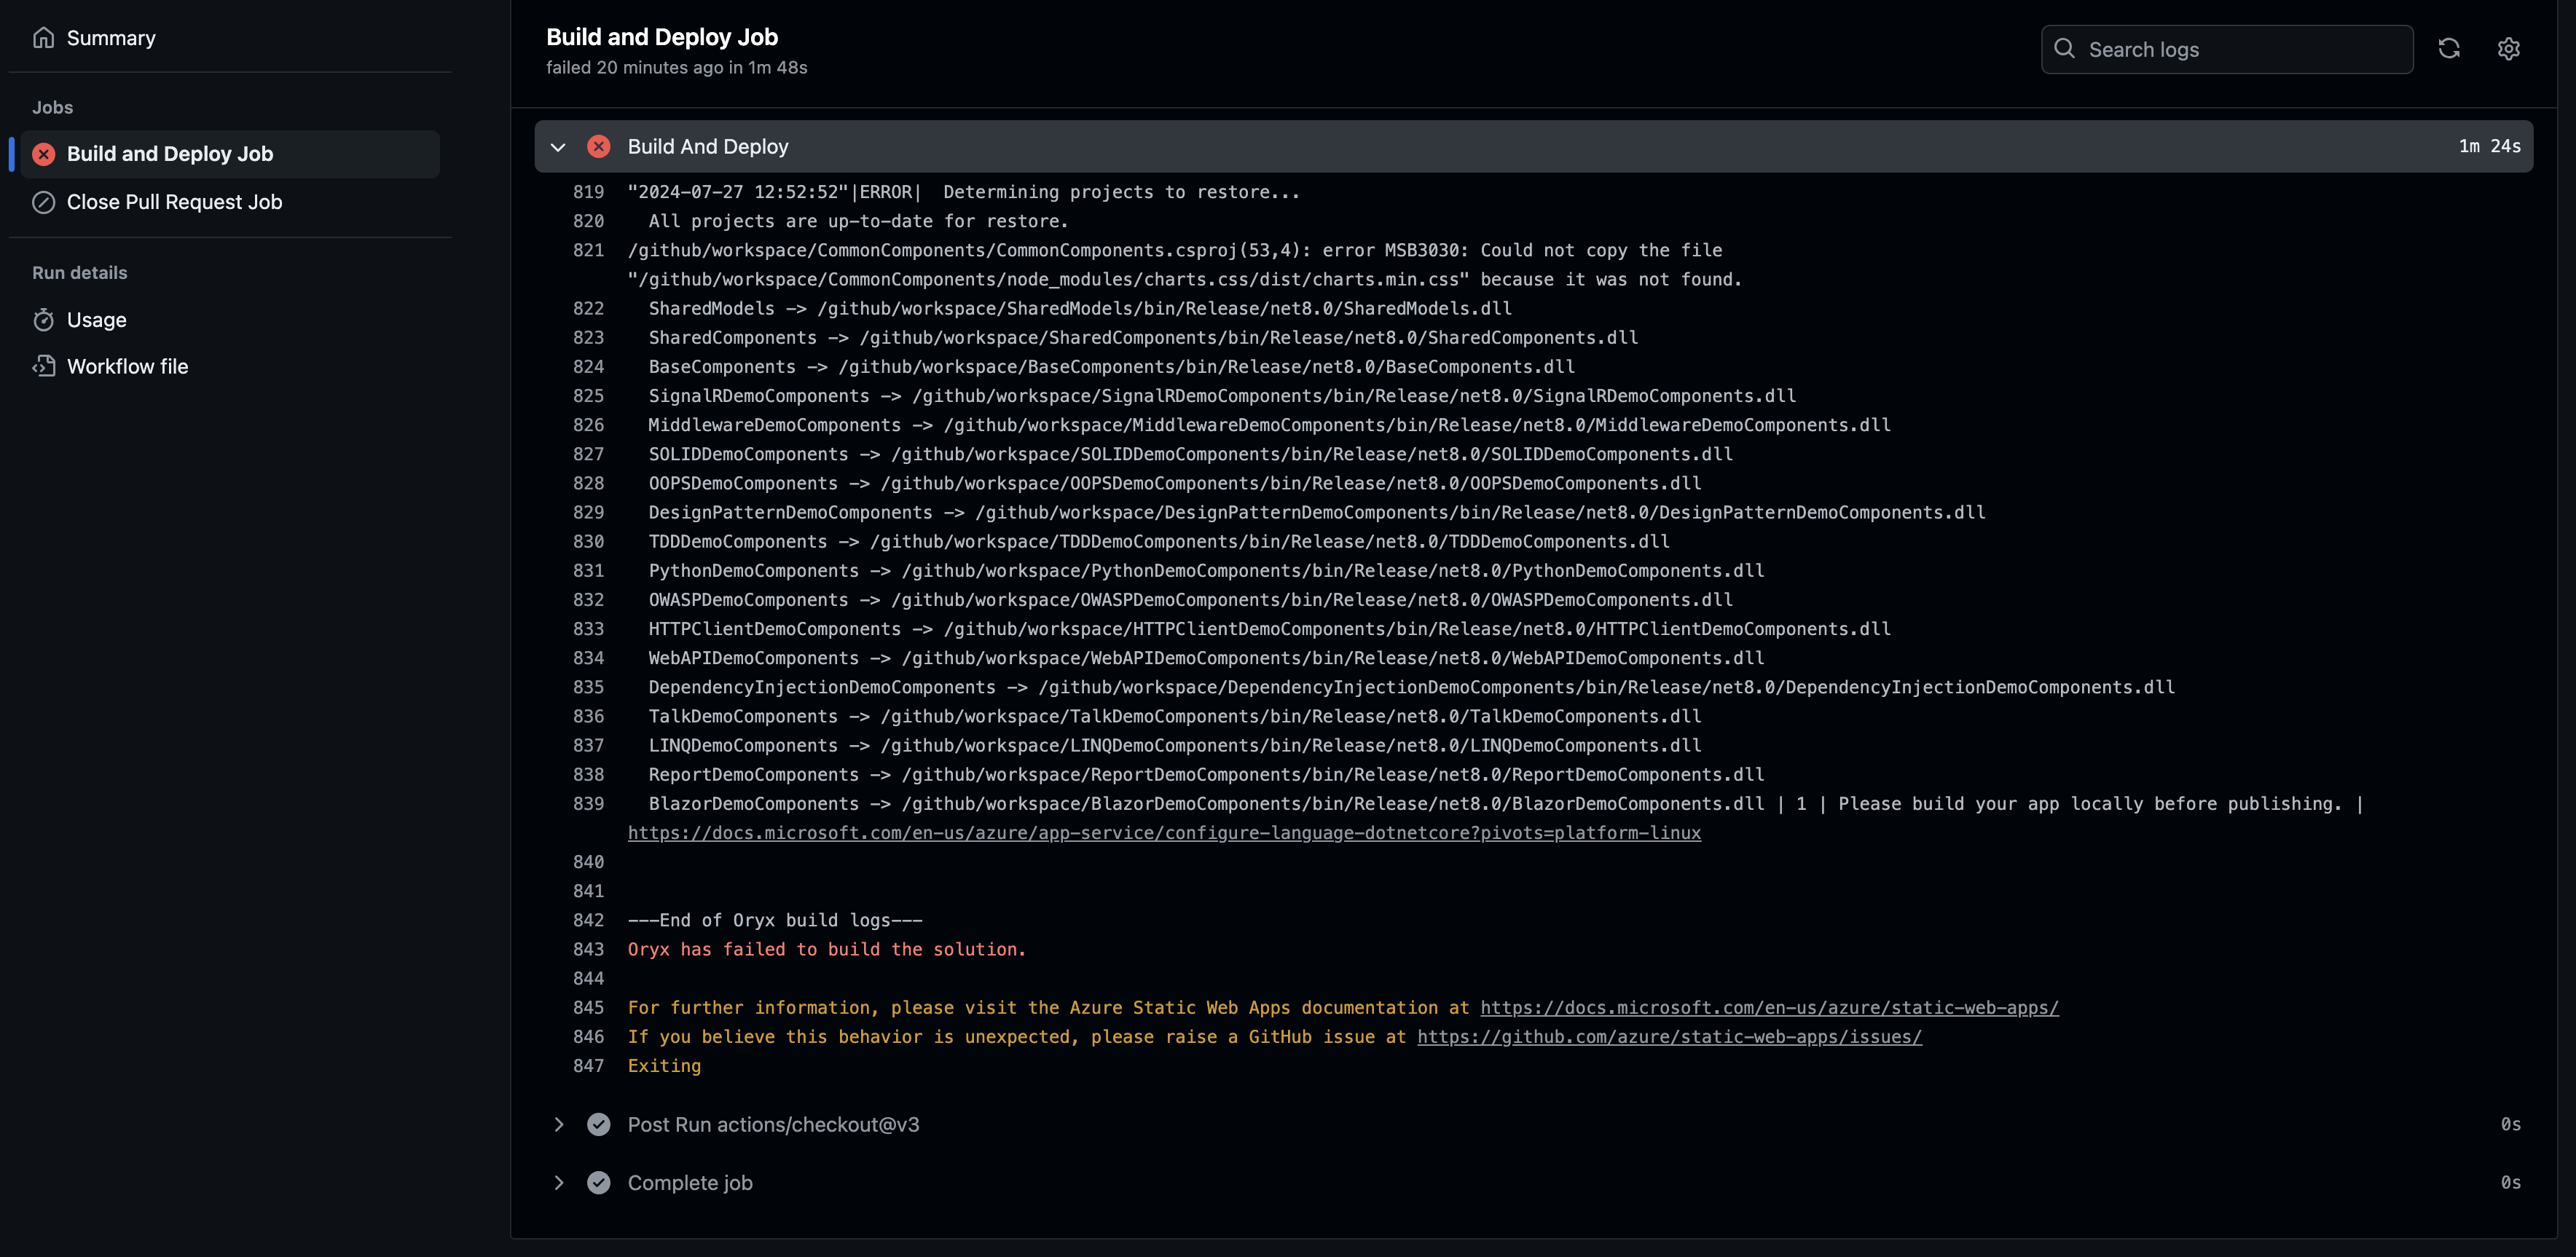 Summary
Jobs
Build and Deploy Job
Close Pull Request Job
Run details
Usage
Workflow file
Build and Deploy Job
failed 20 minutes ago in 1m 48s
Search logs
Build And Deploy 1m 24s
819 "2024-07-27 12:52:52"|ERROR|  Determining projects to restore...
820   All projects are up-to-date for restore.
821 /github/workspace/CommonComponents/CommonComponents.csproj(53,4): error MSB3030: Could not copy the file
"/github/workspace/CommonComponents/node_modules/charts.css/dist/charts.min.css" because it was not found.
822   SharedModels -> /github/workspace/SharedModels/bin/Release/net8.0/SharedModels.dll
823   SharedComponents -> /github/workspace/SharedComponents/bin/Release/net8.0/SharedComponents.dll
824   BaseComponents -> /github/workspace/BaseComponents/bin/Release/net8.0/BaseComponents.dll
825   SignalRDemoComponents -> /github/workspace/SignalRDemoComponents/bin/Release/net8.0/SignalRDemoComponents.dll
826   MiddlewareDemoComponents -> /github/workspace/MiddlewareDemoComponents/bin/Release/net8.0/MiddlewareDemoComponents.dll
827   SOLIDDemoComponents -> /github/workspace/SOLIDDemoComponents/bin/Release/net8.0/SOLIDDemoComponents.dll
828   OOPSDemoComponents -> /github/workspace/OOPSDemoComponents/bin/Release/net8.0/OOPSDemoComponents.dll
829   DesignPatternDemoComponents -> /github/workspace/DesignPatternDemoComponents/bin/Release/net8.0/DesignPatternDemoComponents.dll
830   TDDDemoComponents -> /github/workspace/TDDDemoComponents/bin/Release/net8.0/TDDDemoComponents.dll
831   PythonDemoComponents -> /github/workspace/PythonDemoComponents/bin/Release/net8.0/PythonDemoComponents.dll
832   OWASPDemoComponents -> /github/workspace/OWASPDemoComponents/bin/Release/net8.0/OWASPDemoComponents.dll
833   HTTPClientDemoComponents -> /github/workspace/HTTPClientDemoComponents/bin/Release/net8.0/HTTPClientDemoComponents.dll
834   WebAPIDemoComponents -> /github/workspace/WebAPIDemoComponents/bin/Release/net8.0/WebAPIDemoComponents.dll
835   DependencyInjectionDemoComponents -> /github/workspace/DependencyInjectionDemoComponents/bin/Release/net8.0/DependencyInjectionDemoComponents.dll
836   TalkDemoComponents -> /github/workspace/TalkDemoComponents/bin/Release/net8.0/TalkDemoComponents.dll
837   LINQDemoComponents -> /github/workspace/LINQDemoComponents/bin/Release/net8.0/LINQDemoComponents.dll
838   ReportDemoComponents -> /github/workspace/ReportDemoComponents/bin/Release/net8.0/ReportDemoComponents.dll
839   BlazorDemoComponents -> /github/workspace/BlazorDemoComponents/bin/Release/net8.0/BlazorDemoComponents.dll | 1 | Please build your app locally before publishing. |
https://docs.microsoft.com/en-us/azure/app-service/configure-language-dotnetcore?pivots=platform-linux
840
841
842 ---End of Oryx build logs---
843 Oryx has failed to build the solution.
844
845 For further information, please visit the Azure Static Web Apps documentation at https://docs.microsoft.com/en-us/azure/static-web-apps/
846 If you believe this behavior is unexpected, please raise a GitHub issue at https://github.com/azure/static-web-apps/issues/
847 Exiting
Post Run actions/checkout@v3 0s
Complete job 0s